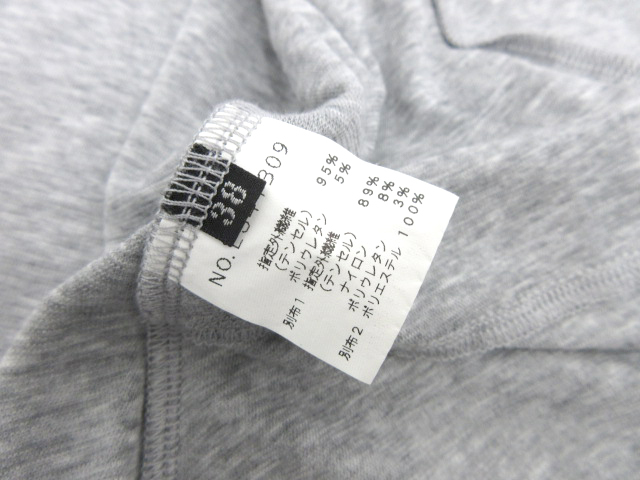 38
NO.
309
指定外繊維
(テンセル) 95%
ポリウレタン 5%
別布1 指定外繊維
(テンセル) 89%
ナイロン 8%
ポリウレタン 3%
別布2 ポリエステル 100%